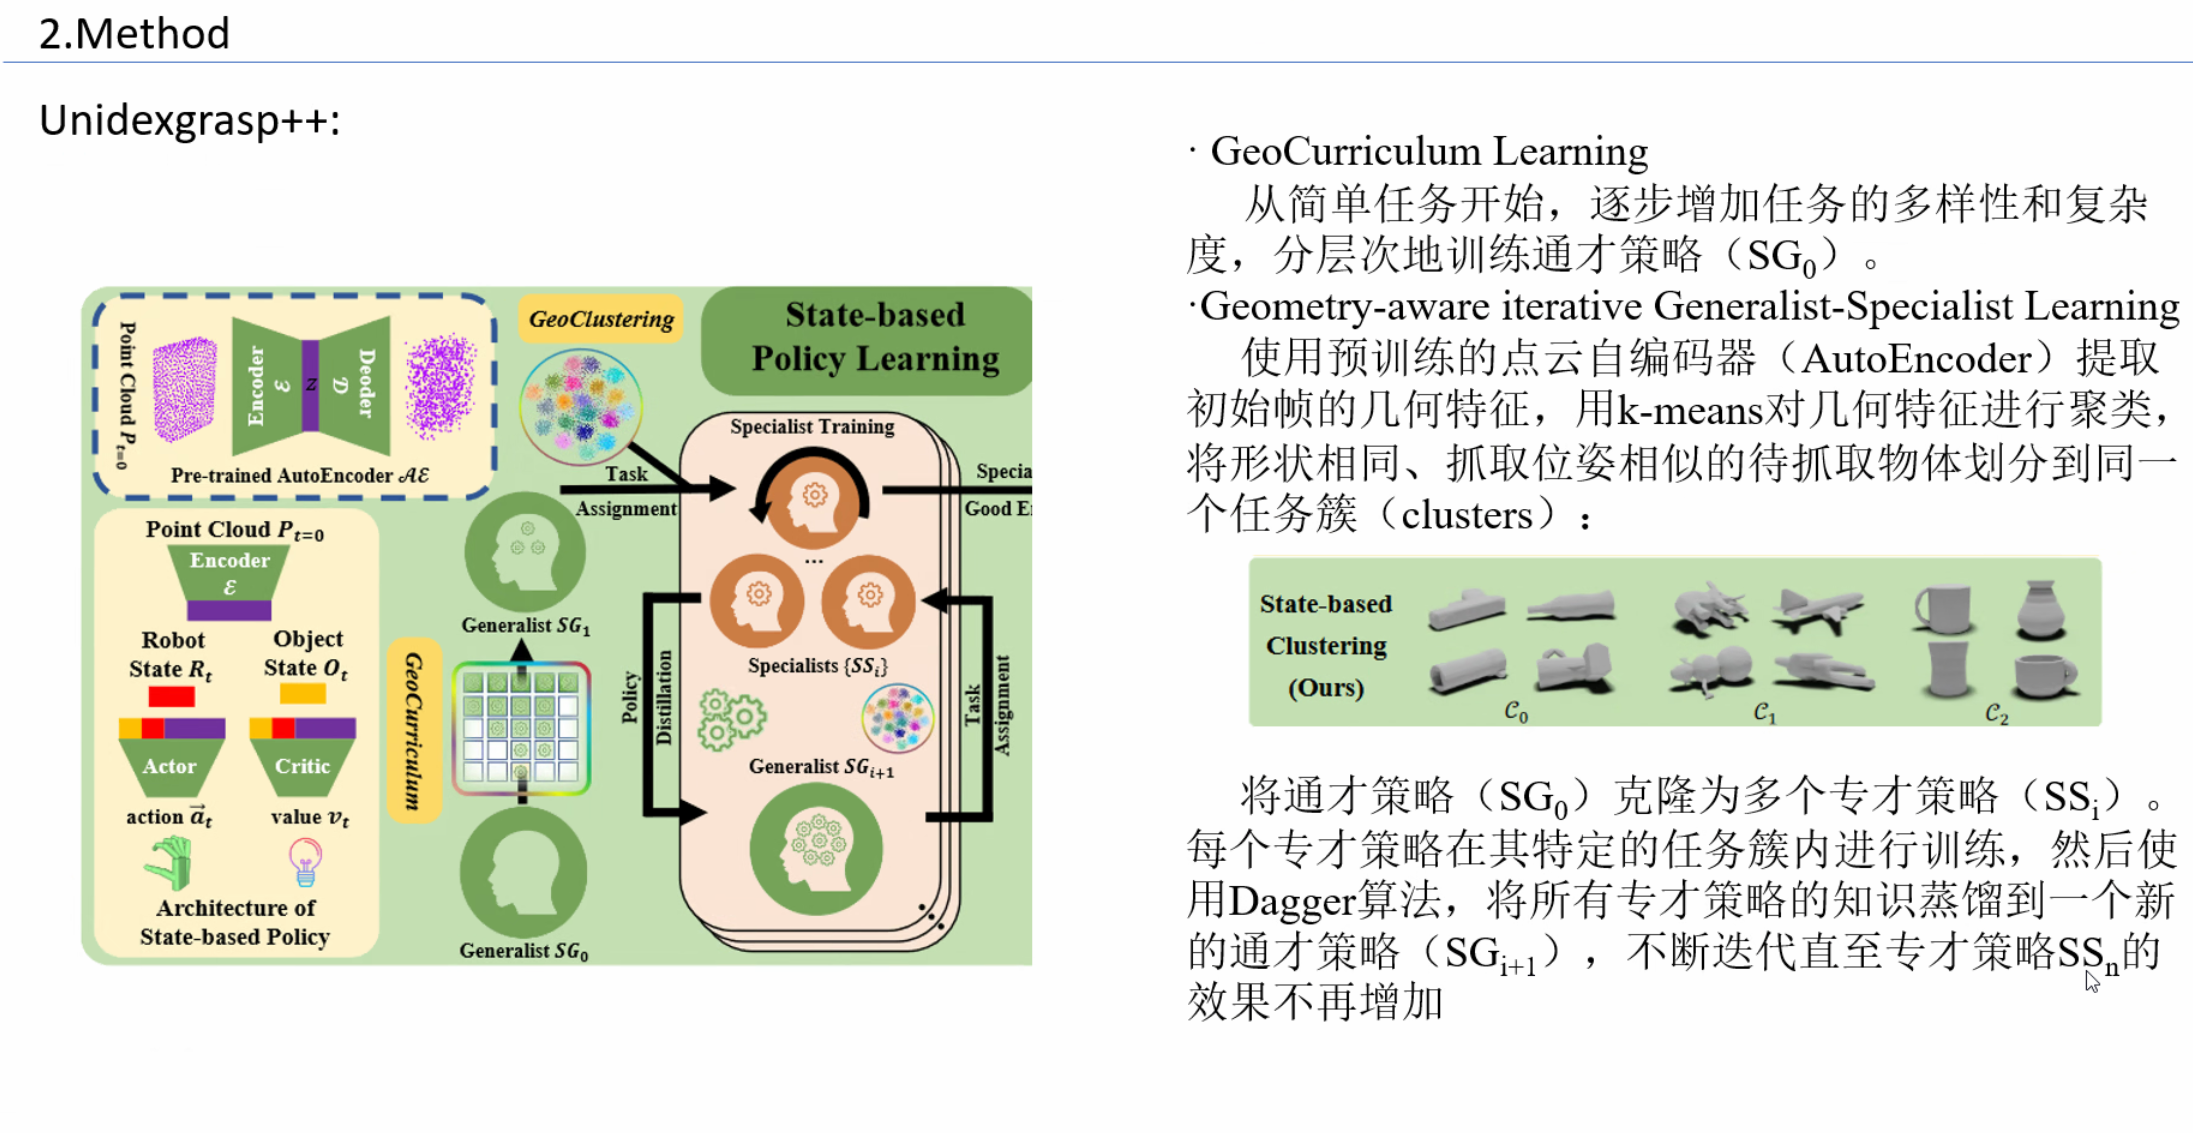 2.Method
Unidexgrasp++:
Point Cloud P_{t=0}
Encoder
ℰ
z
𝒟
Deoder
Pre-trained AutoEncoder 𝒜ℰ
Point Cloud P_{t=0}
Encoder
ℰ
Robot
State R_t
Object
State O_t
Actor
Critic
action a⃗_t
value v_t
Architecture of
State-based Policy
GeoClustering
State-based
Policy Learning
Task
Assignment
Generalist SG_1
GeoCurriculum
Generalist SG_0
Specialist Training
...
Specialists {SS_i}
Policy
Distillation
Task
Assignment
Generalist SG_{i+1}
Specia
Good E
· GeoCurriculum Learning
从简单任务开始，逐步增加任务的多样性和复杂
度，分层次地训练通才策略（SG_0）。
·Geometry-aware iterative Generalist-Specialist Learning
使用预训练的点云自编码器（AutoEncoder）提取
初始帧的几何特征，用k-means对几何特征进行聚类，
将形状相同、抓取位姿相似的待抓取物体划分到同一
个任务簇（clusters）：
State-based
Clustering
(Ours)
𝒞_0
𝒞_1
𝒞_2
将通才策略（SG_0）克隆为多个专才策略（SS_i）。
每个专才策略在其特定的任务簇内进行训练，然后使
用Dagger算法，将所有专才策略的知识蒸馏到一个新
的通才策略（SG_{i+1}），不断迭代直至专才策略SS_n的
效果不再增加